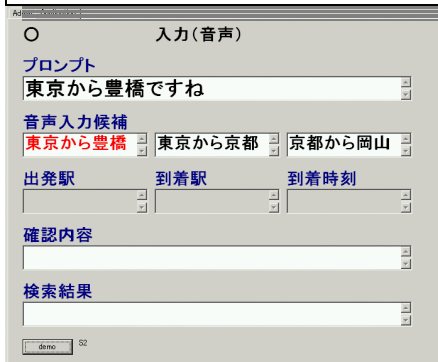 ○ 入力(音声)
プロンプト
東京から豊橋ですね
音声入力候補
東京から豊橋 東京から京都 京都から岡山
出発駅 到着駅 到着時刻
確認内容
検索結果
demo S2